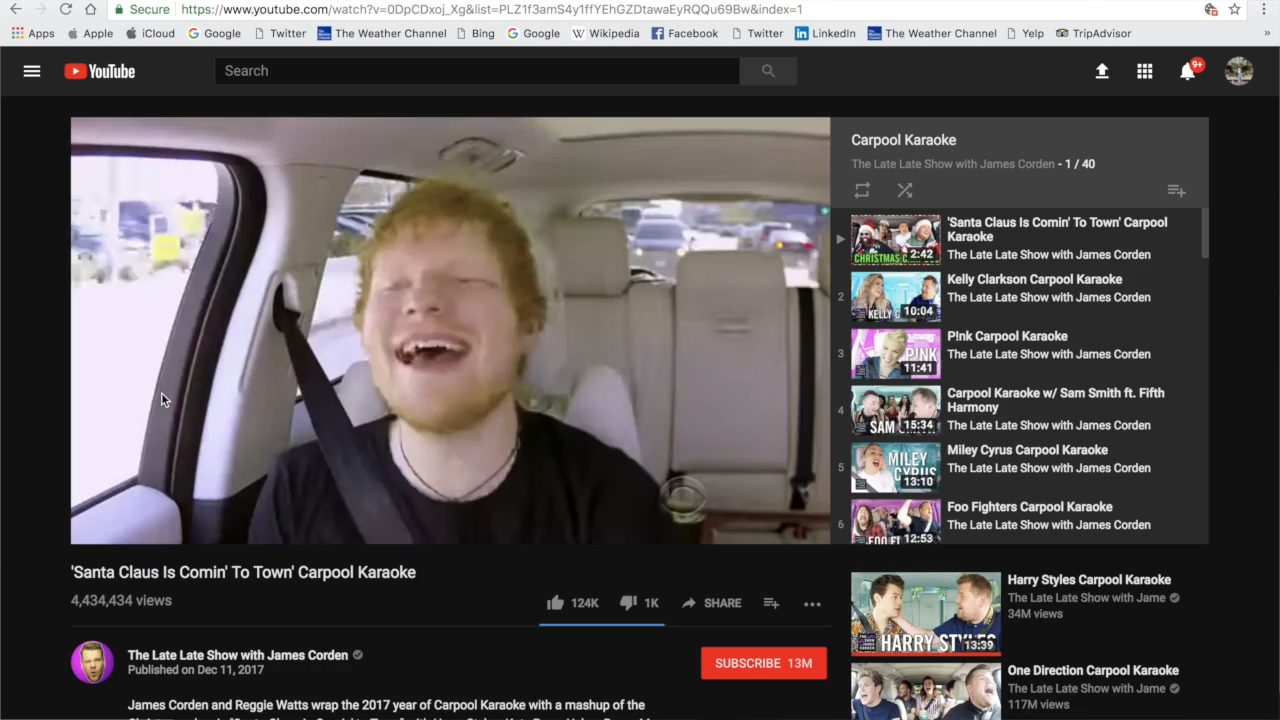 Secure https://www.youtube.com/watch?v=0DpCDxoj_Xg&list=PLZ1f3amS4y1ffYEhGZDtawaEyRQQu69Bw&index=1
Apps Apple iCloud Google Twitter The Weather Channel Bing Google Wikipedia Facebook Twitter LinkedIn The Weather Channel Yelp TripAdvisor »
YouTube
Search
9+
Carpool Karaoke
The Late Late Show with James Corden - 1 / 40
'Santa Claus Is Comin' To Town' Carpool
Karaoke
The Late Late Show with James Corden
CHRISTMAS
2:42
2
Kelly Clarkson Carpool Karaoke
The Late Late Show with James Corden
KELLY
10:04
3
P!nk Carpool Karaoke
The Late Late Show with James Corden
P!NK
11:41
4
Carpool Karaoke w/ Sam Smith ft. Fifth
Harmony
The Late Late Show with James Corden
SAM
15:34
5
Miley Cyrus Carpool Karaoke
The Late Late Show with James Corden
MILEY
CYRUS
13:10
6
Foo Fighters Carpool Karaoke
The Late Late Show with James Corden
12:53
'Santa Claus Is Comin' To Town' Carpool Karaoke
4,434,434 views
124K 1K SHARE
The Late Late Show with James Corden
Published on Dec 11, 2017
SUBSCRIBE 13M
James Corden and Reggie Watts wrap the 2017 year of Carpool Karaoke with a mashup of the
Harry Styles Carpool Karaoke
The Late Late Show with Jame
34M views
HARRY STYLES
13:39
One Direction Carpool Karaoke
The Late Late Show with Jame
117M views